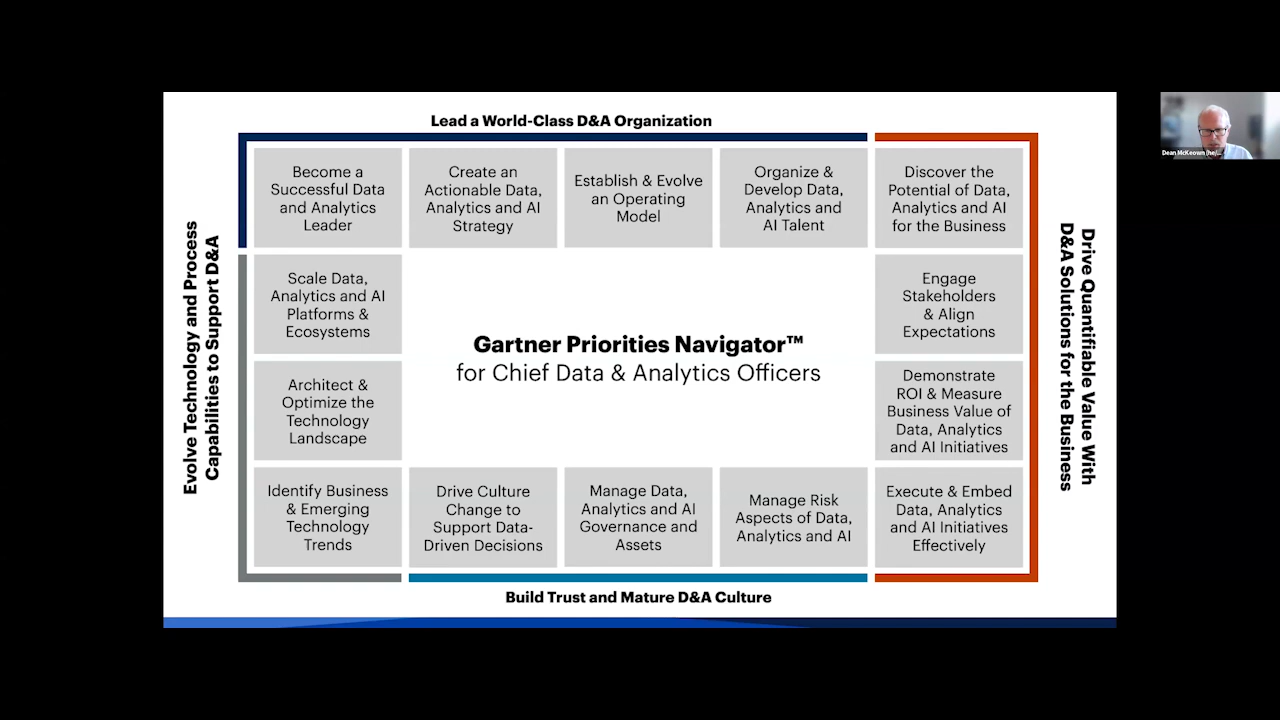 Lead a World-Class D&A Organization
Become a
Successful Data
and Analytics
Leader
Create an
Actionable Data,
Analytics and AI
Strategy
Establish & Evolve
an Operating
Model
Organize &
Develop Data,
Analytics and
AI Talent
Discover the
Potential of Data,
Analytics and AI
for the Business
Evolve Technology and Process
Capabilities to Support D&A
Scale Data,
Analytics and AI
Platforms &
Ecosystems
Gartner Priorities Navigator™
for Chief Data & Analytics Officers
Engage
Stakeholders
& Align
Expectations
Drive Quantifiable Value With
D&A Solutions for the Business
Architect &
Optimize the
Technology
Landscape
Demonstrate
ROI & Measure
Business Value of
Data, Analytics
and AI Initiatives
Identify Business
& Emerging
Technology
Trends
Drive Culture
Change to
Support Data-
Driven Decisions
Manage Data,
Analytics and AI
Governance and
Assets
Manage Risk
Aspects of Data,
Analytics and AI
Execute & Embed
Data, Analytics
and AI Initiatives
Effectively
Build Trust and Mature D&A Culture
Dean McKeown (he/...